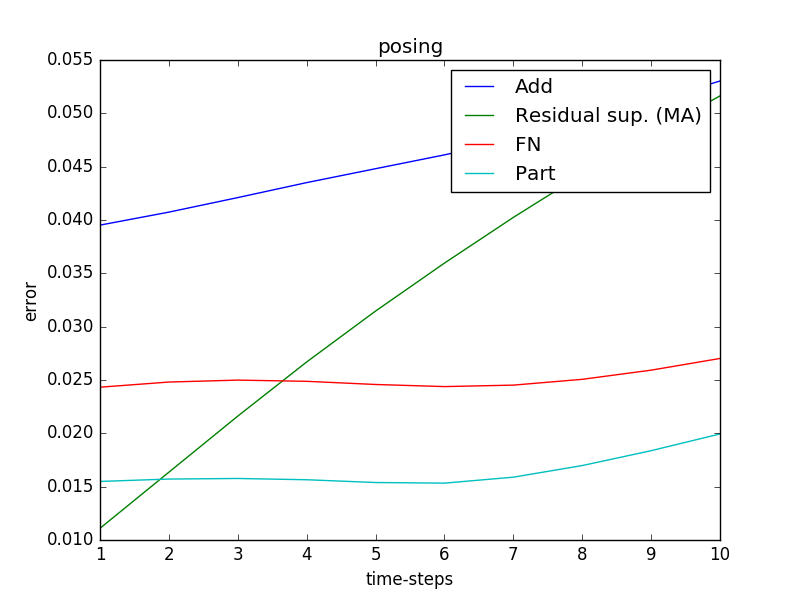 posing
0.055
0.050
0.045
0.040
0.035
0.030
0.025
0.020
0.015
0.010
error
Add
Residual sup. (MA)
FN
Part
1 2 3 4 5 6 7 8 9 10
time-steps